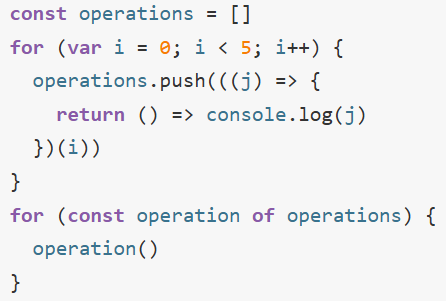 const operations = []
for (var i = 0; i < 5; i++) {
  operations.push(((j) => {
    return () => console.log(j)
  })(i))
}
for (const operation of operations) {
  operation()
}